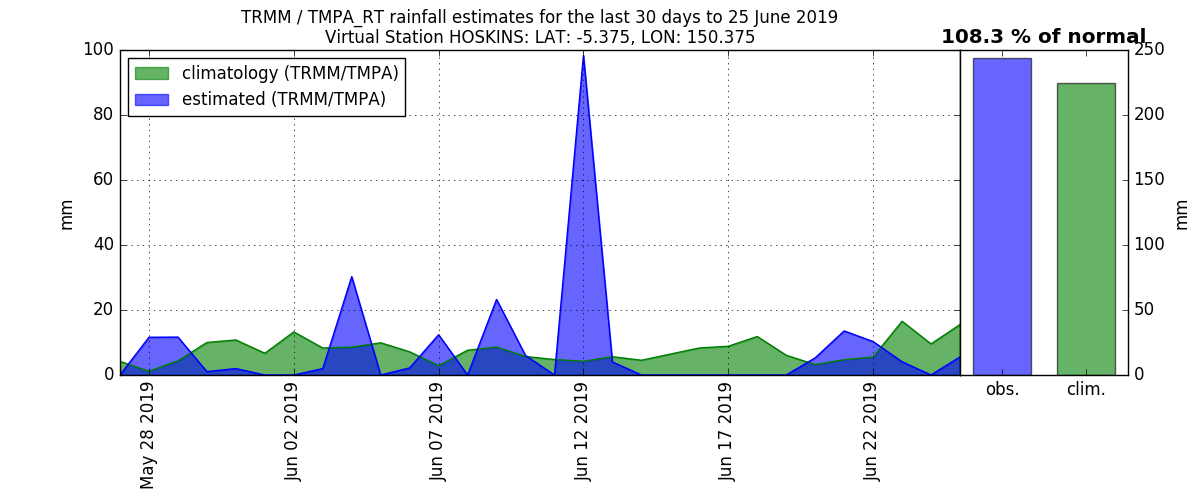 TRMM / TMPA_RT rainfall estimates for the last 30 days to 25 June 2019
Virtual Station HOSKINS: LAT: -5.375, LON: 150.375
108.3 % of normal
climatology (TRMM/TMPA)
estimated (TRMM/TMPA)
mm
100
80
60
40
20
0
May 28 2019
Jun 02 2019
Jun 07 2019
Jun 12 2019
Jun 17 2019
Jun 22 2019
250
200
150
100
50
0
mm
obs.
clim.